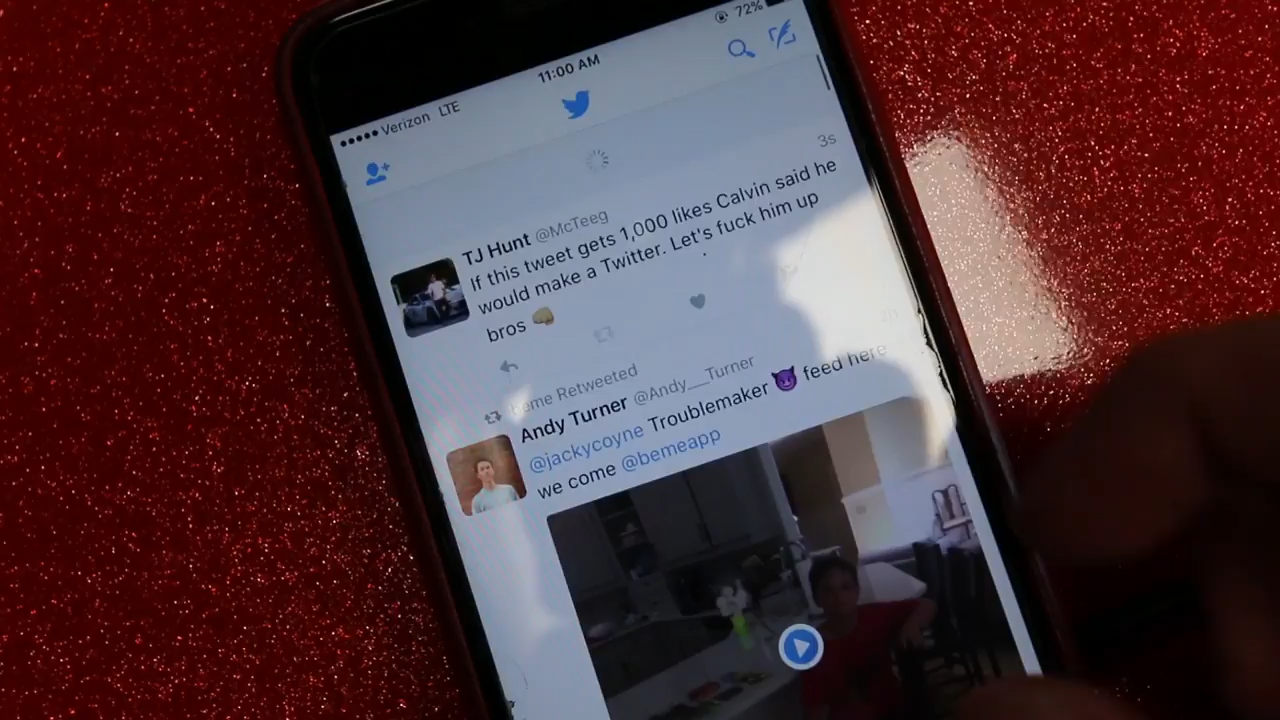 72%
11:00 AM
Verizon LTE
3s
TJ Hunt @McTeeg
If this tweet gets 1,000 likes Calvin said he
would make a Twitter. Let's fuck him up
bros 👊
Beme Retweeted
Andy Turner @Andy__Turner
@jackycoyne Troublemaker 😈 feed here
we come @bemeapp